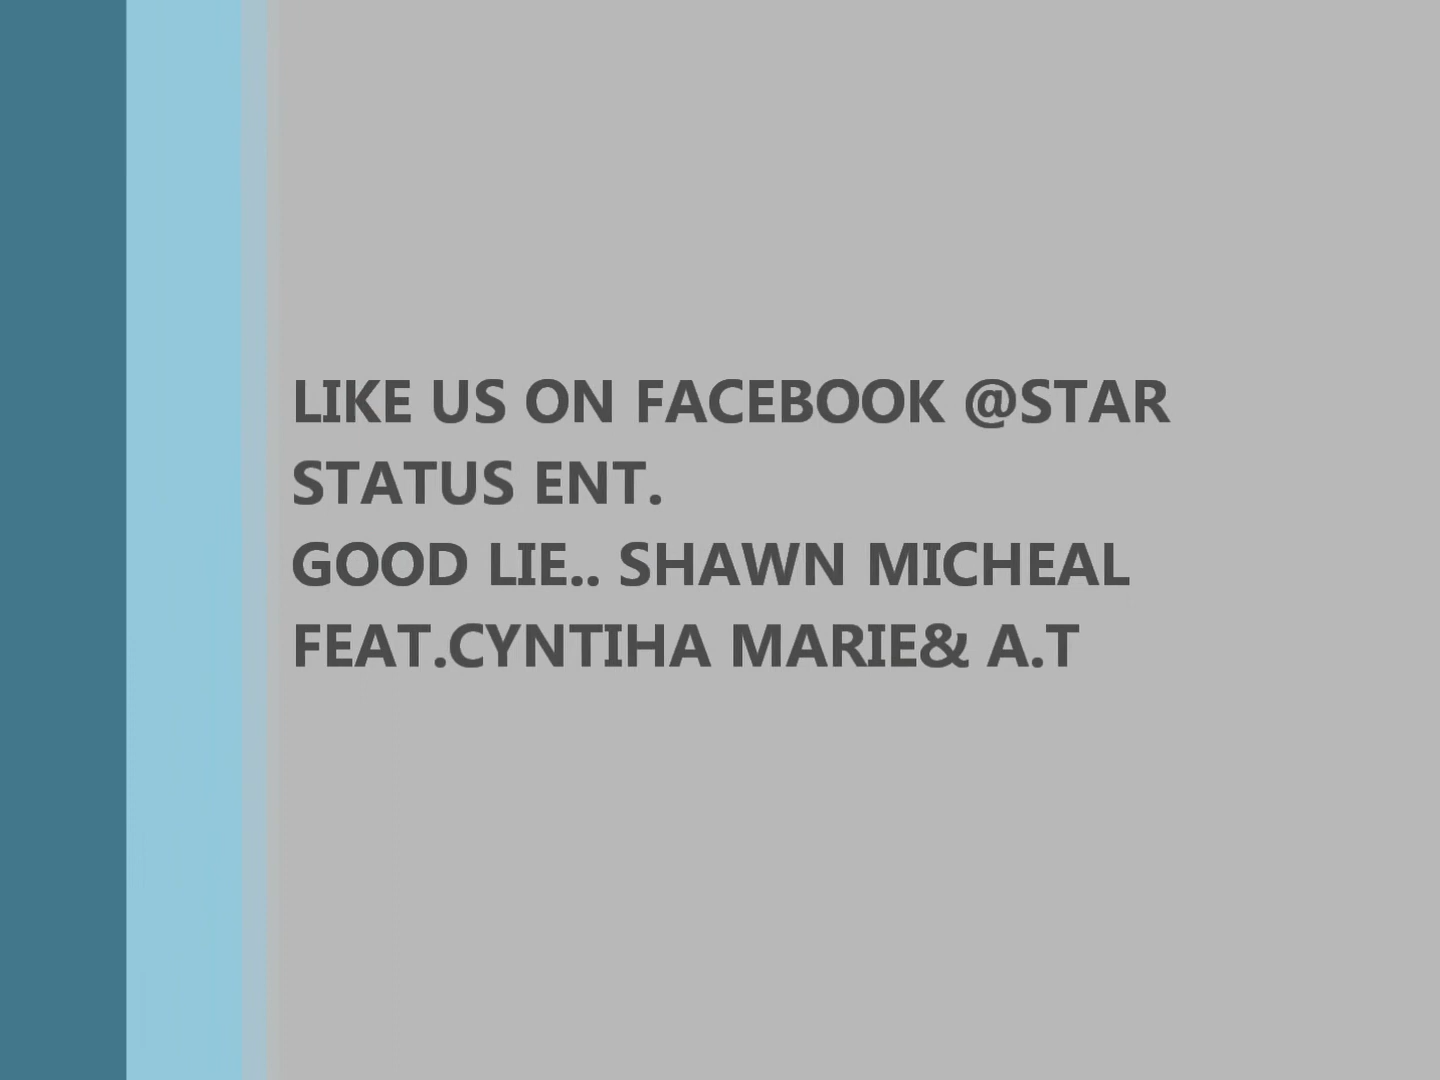 LIKE US ON FACEBOOK @STAR
STATUS ENT.
GOOD LIE.. SHAWN MICHEAL
FEAT.CYNTIHA MARIE& A.T